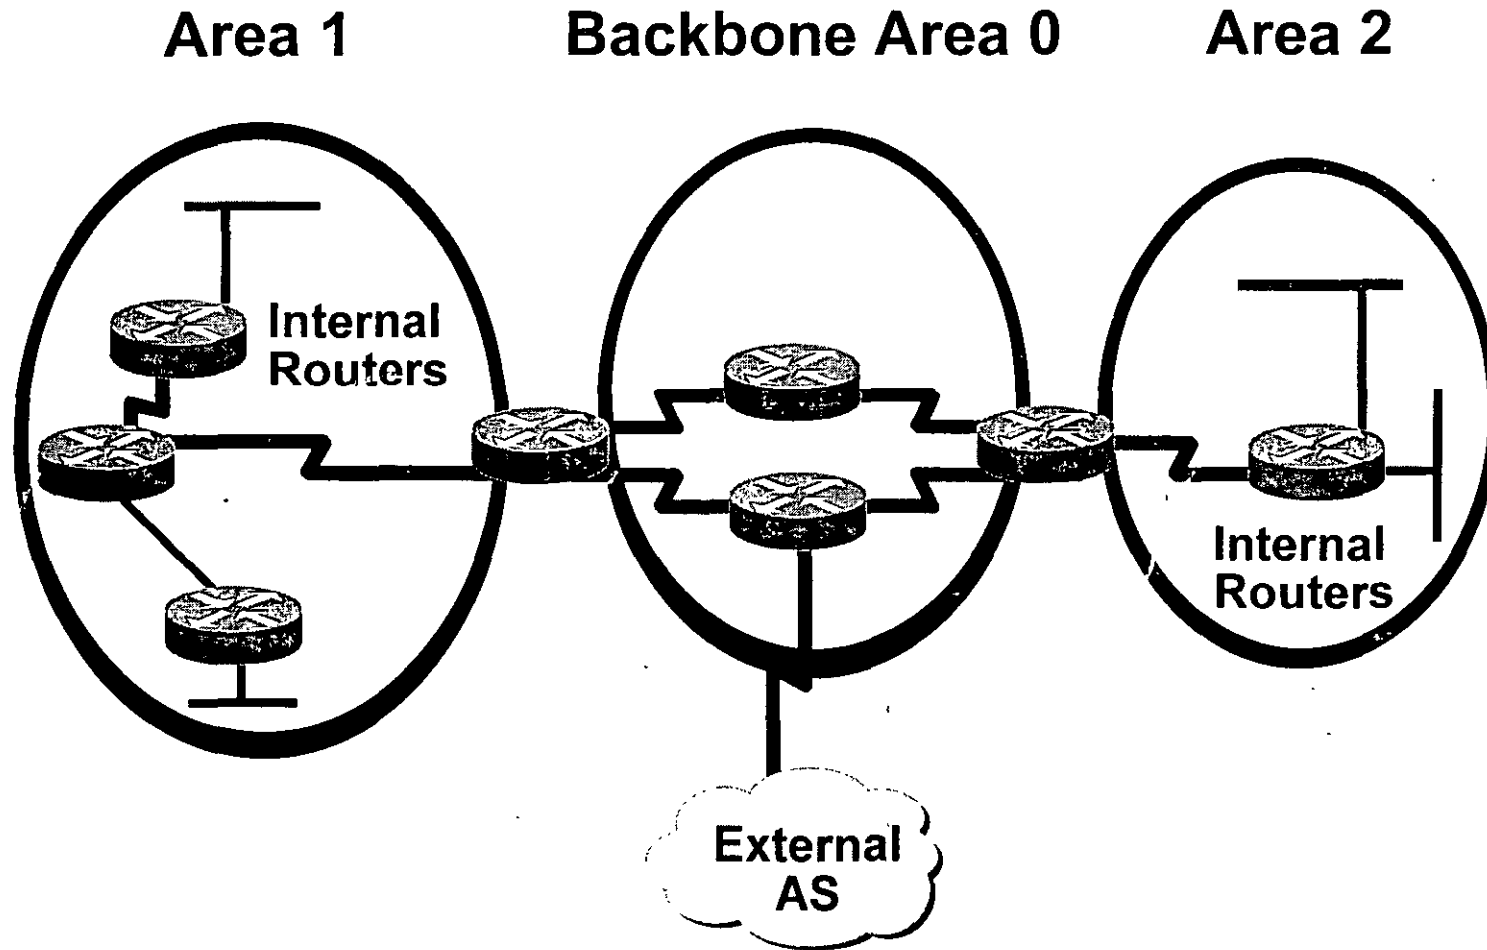 Area 1
Backbone Area 0
Area 2
Internal
Routers
Internal
Routers
External
AS